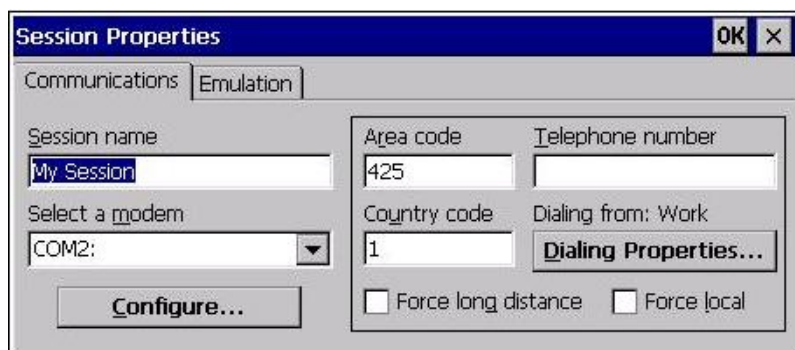 Session Properties OK ×
Communications Emulation
Session name Area code Telephone number
My Session 425
Select a modem Country code Dialing from: Work
COM2: 1 Dialing Properties...
Configure... Force long distance Force local